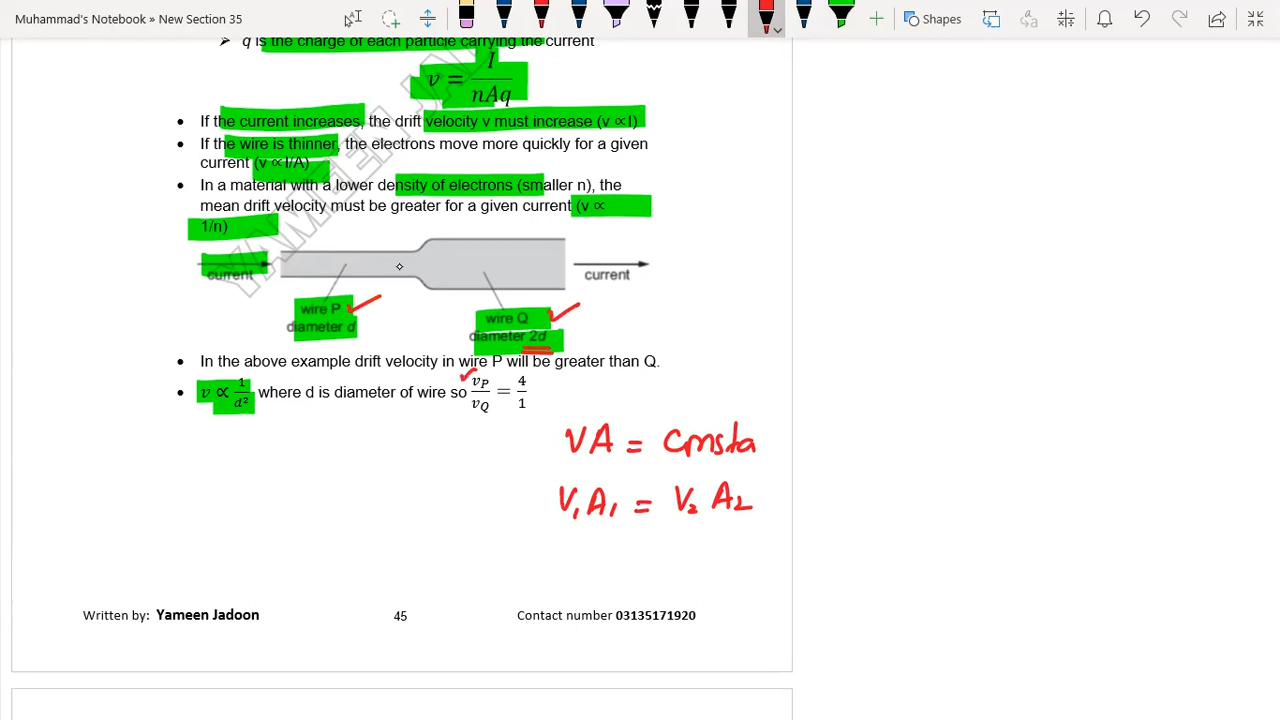 Muhammad's Notebook » New Section 35
Shapes
➢ q is the charge of each particle carrying the current
v = I / nAq
• If the current increases, the drift velocity v must increase (v ∝I)
• If the wire is thinner, the electrons move more quickly for a given
current (v ∝I/A)
• In a material with a lower density of electrons (smaller n), the
mean drift velocity must be greater for a given current (v ∝
1/n)
current
current
wire P
diameter d
wire Q
diameter 2d
• In the above example drift velocity in wire P will be greater than Q.
• v ∝ 1/d² where d is diameter of wire so vP/vQ = 4/1
VA = Consta
V₁A₁ = V₂ A₂
Written by: Yameen Jadoon 45 Contact number 03135171920